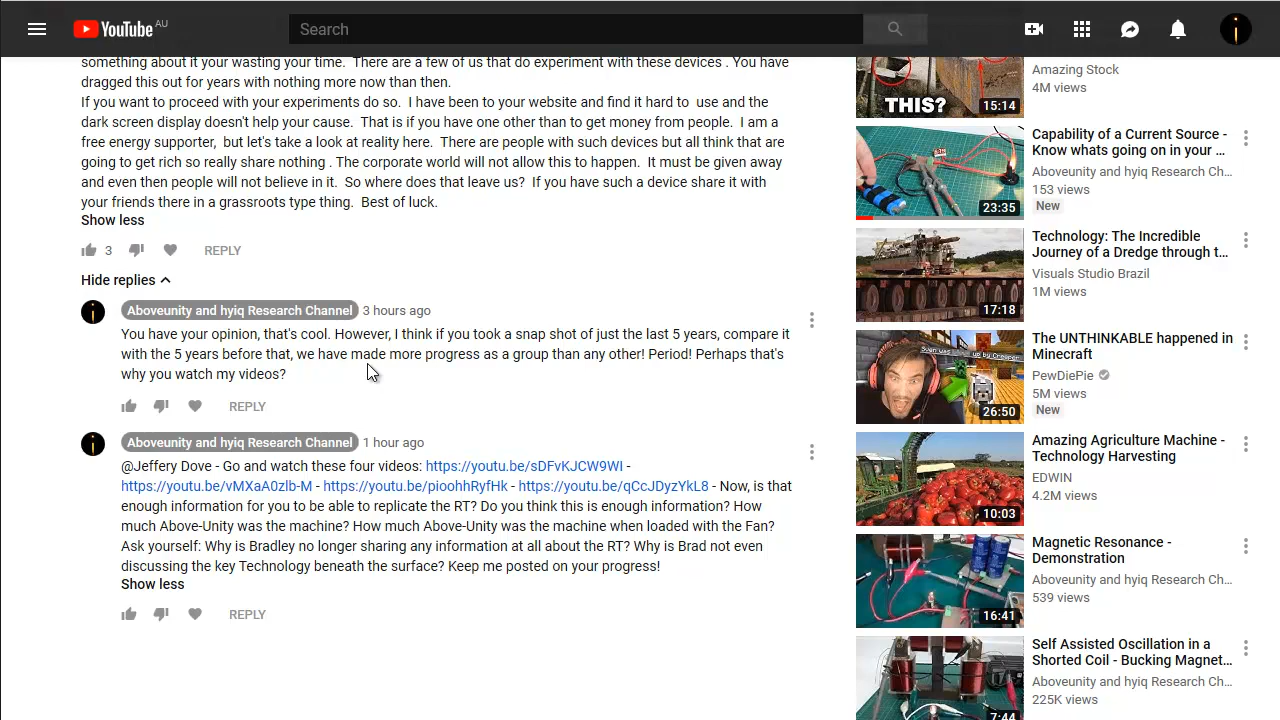 YouTube AU
Search
something about it your wasting your time. There are a few of us that do experiment with these devices . You have
dragged this out for years with nothing more now than then.
If you want to proceed with your experiments do so. I have been to your website and find it hard to use and the
dark screen display don't help your cause. That is if you have one other than to get money from people. I am a
free energy supporter, but let's take a look at reality here. There are people with such devices but all think that are
going to get rich so really share nothing . The corporate world will not allow this to happen. It must be given away
and even then people will not believe in it. So where does that leave us? If you have such a device share it with
your friends there in a grassroots type thing. Best of luck.
Show less
3 REPLY
Hide replies
Aboveunity and hyiq Research Channel 3 hours ago
You have your opinion, that's cool. However, I think if you took a snap shot of just the last 5 years, compare it
with the 5 years before that, we have made more progress as a group than any other! Period! Perhaps that's
why you watch my videos?
REPLY
Aboveunity and hyiq Research Channel 1 hour ago
@Jeffery Dove - Go and watch these four videos: https://youtu.be/sDFvKJCW9WI -
https://youtu.be/vMXaA0zlb-M - https://youtu.be/pioohhRyfHk - https://youtu.be/qCcJDyzYkL8 - Now, is that
enough information for you to be able to replicate the RT? Do you think this is enough information? How
much Above-Unity was the machine? How much Above-Unity was the machine when loaded with the Fan?
Ask yourself: Why is Bradley no longer sharing any information at all about the RT? Why is Brad not even
discussing the key Technology beneath the surface? Keep me posted on your progress!
Show less
REPLY
THIS?
15:14
Amazing Stock
4M views
23:35
Capability of a Current Source -
Know whats going on in your ...
Aboveunity and hyiq Research Ch...
153 views
New
17:18
Technology: The Incredible
Journey of a Dredge through t...
Visuals Studio Brazil
1M views
26:50
The UNTHINKABLE happened in
Minecraft
PewDiePie
5M views
New
10:03
Amazing Agriculture Machine -
Technology Harvesting
EDWIN
4.2M views
16:41
Magnetic Resonance -
Demonstration
Aboveunity and hyiq Research Ch...
539 views
7:44
Self Assisted Oscillation in a
Shorted Coil - Bucking Magnet...
Aboveunity and hyiq Research Ch...
225K views